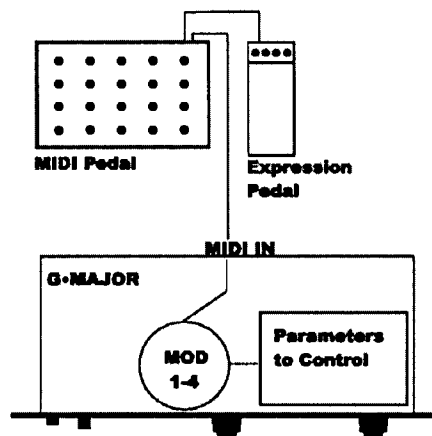 MIDI Pedal
Expression
Pedal
MIDI IN
G•MAJOR
MOD
1-4
Parameters
to Control